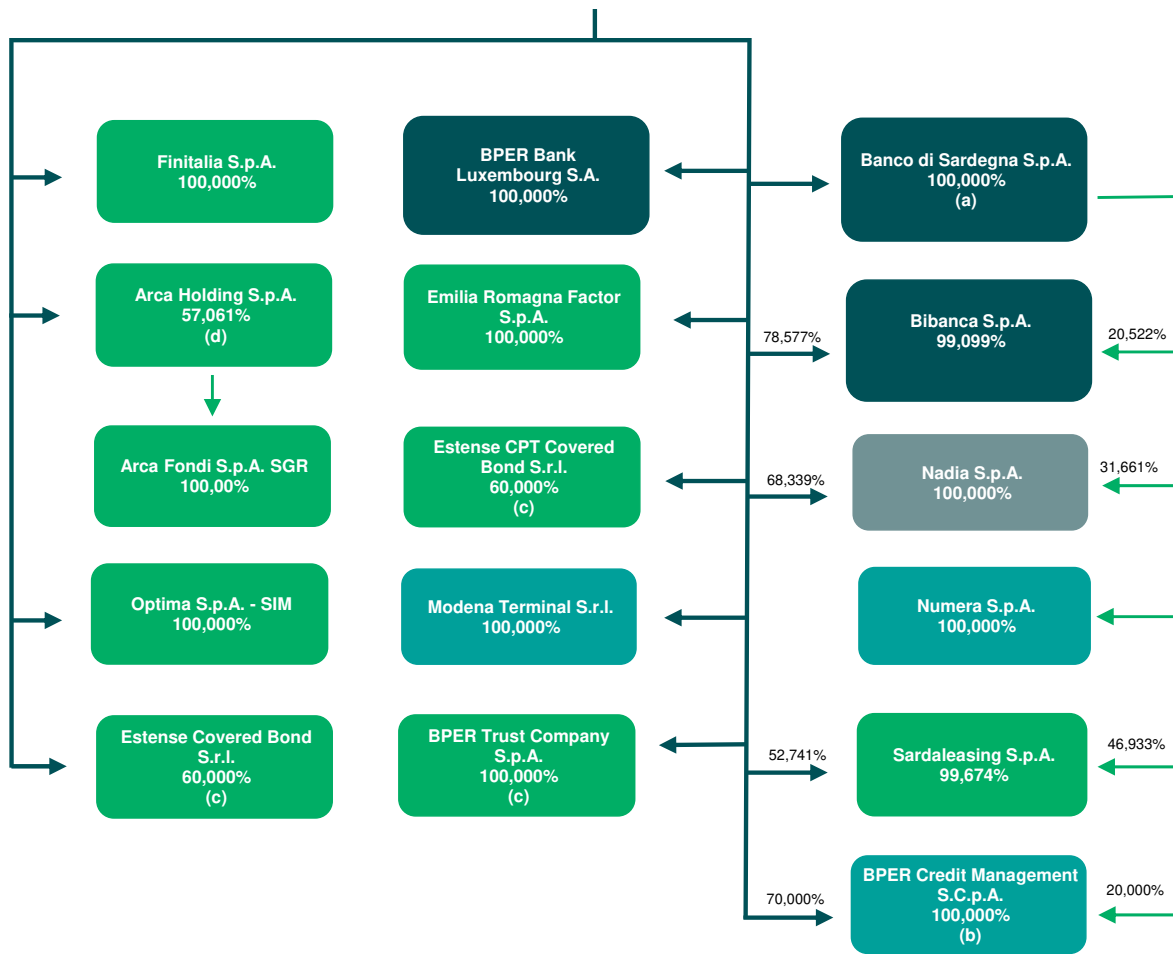 Finitalia S.p.A.
100,000%
BPER Bank
Luxembourg S.A.
100,000%
Banco di Sardegna S.p.A.
100,000%
(a)
Arca Holding S.p.A.
57,061%
(d)
Emilia Romagna Factor
S.p.A.
100,000%
78,577%
Bibanca S.p.A.
99,099%
20,522%
Arca Fondi S.p.A. SGR
100,00%
Estense CPT Covered
Bond S.r.l.
60,000%
(c)
68,339%
Nadia S.p.A.
100,000%
31,661%
Optima S.p.A. - SIM
100,000%
Modena Terminal S.r.l.
100,000%
Numera S.p.A.
100,000%
Estense Covered Bond
S.r.l.
60,000%
(c)
BPER Trust Company
S.p.A.
100,000%
(c)
52,741%
Sardaleasing S.p.A.
99,674%
46,933%
70,000%
BPER Credit Management
S.C.p.A.
100,000%
(b)
20,000%